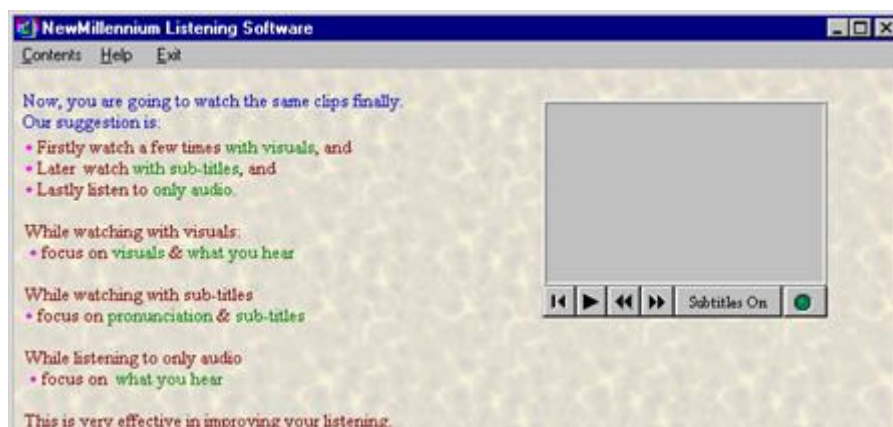 NewMillennium Listening Software
Contents Help Exit
Now, you are going to watch the same clips finally.
Our suggestion is:
• Firstly watch a few times with visuals, and
• Later watch with sub-titles, and
• Lastly listen to only audio.
While watching with visuals:
• focus on visuals & what you hear
While watching with sub-titles
• focus on pronunciation & sub-titles
While listening to only audio
• focus on what you hear
This is very effective in improving your listening.
Subtitles On